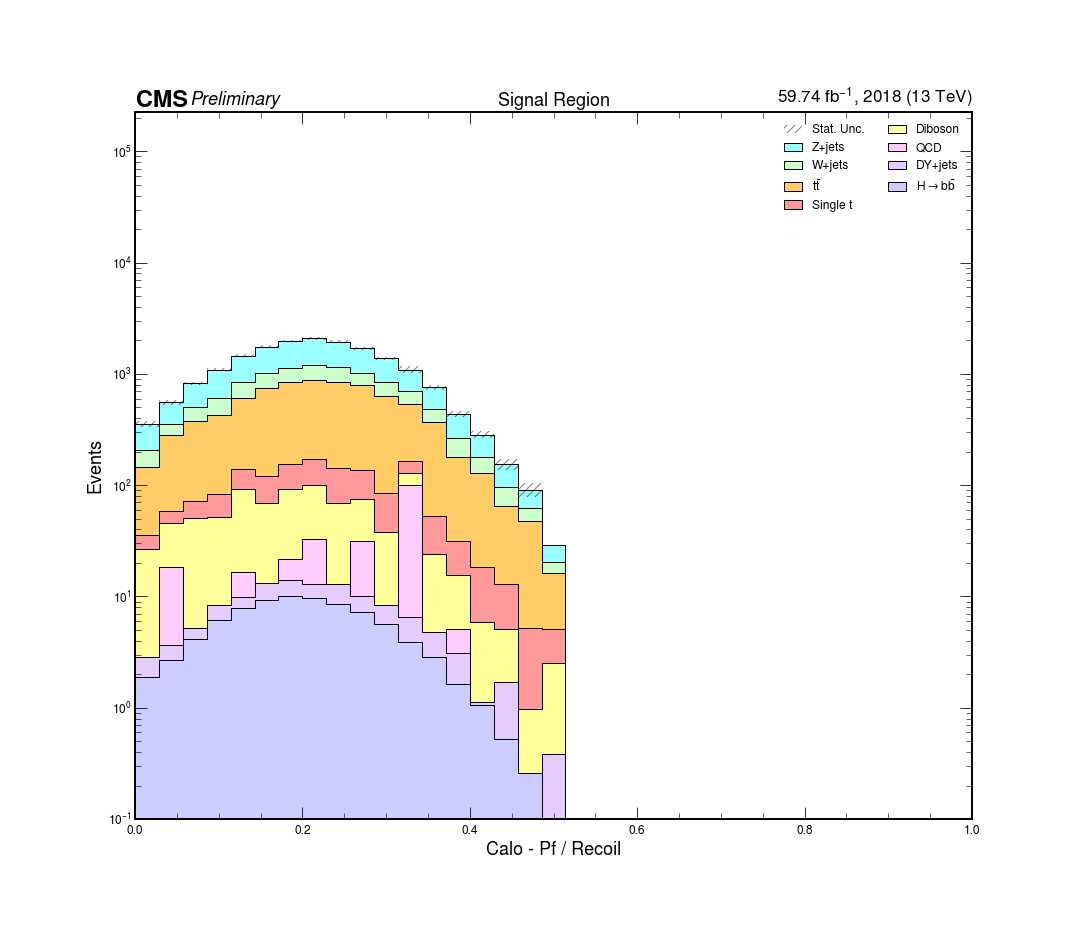 CMS Preliminary
Signal Region
59.74 fb⁻¹, 2018 (13 TeV)
Stat. Unc.
Z+jets
W+jets
tt̄
Single t
Diboson
QCD
DY+jets
H→bb̄
Events
10⁵
10⁴
10³
10²
10¹
10⁰
10⁻¹
0.0 0.2 0.4 0.6 0.8 1.0
Calo - Pf / Recoil